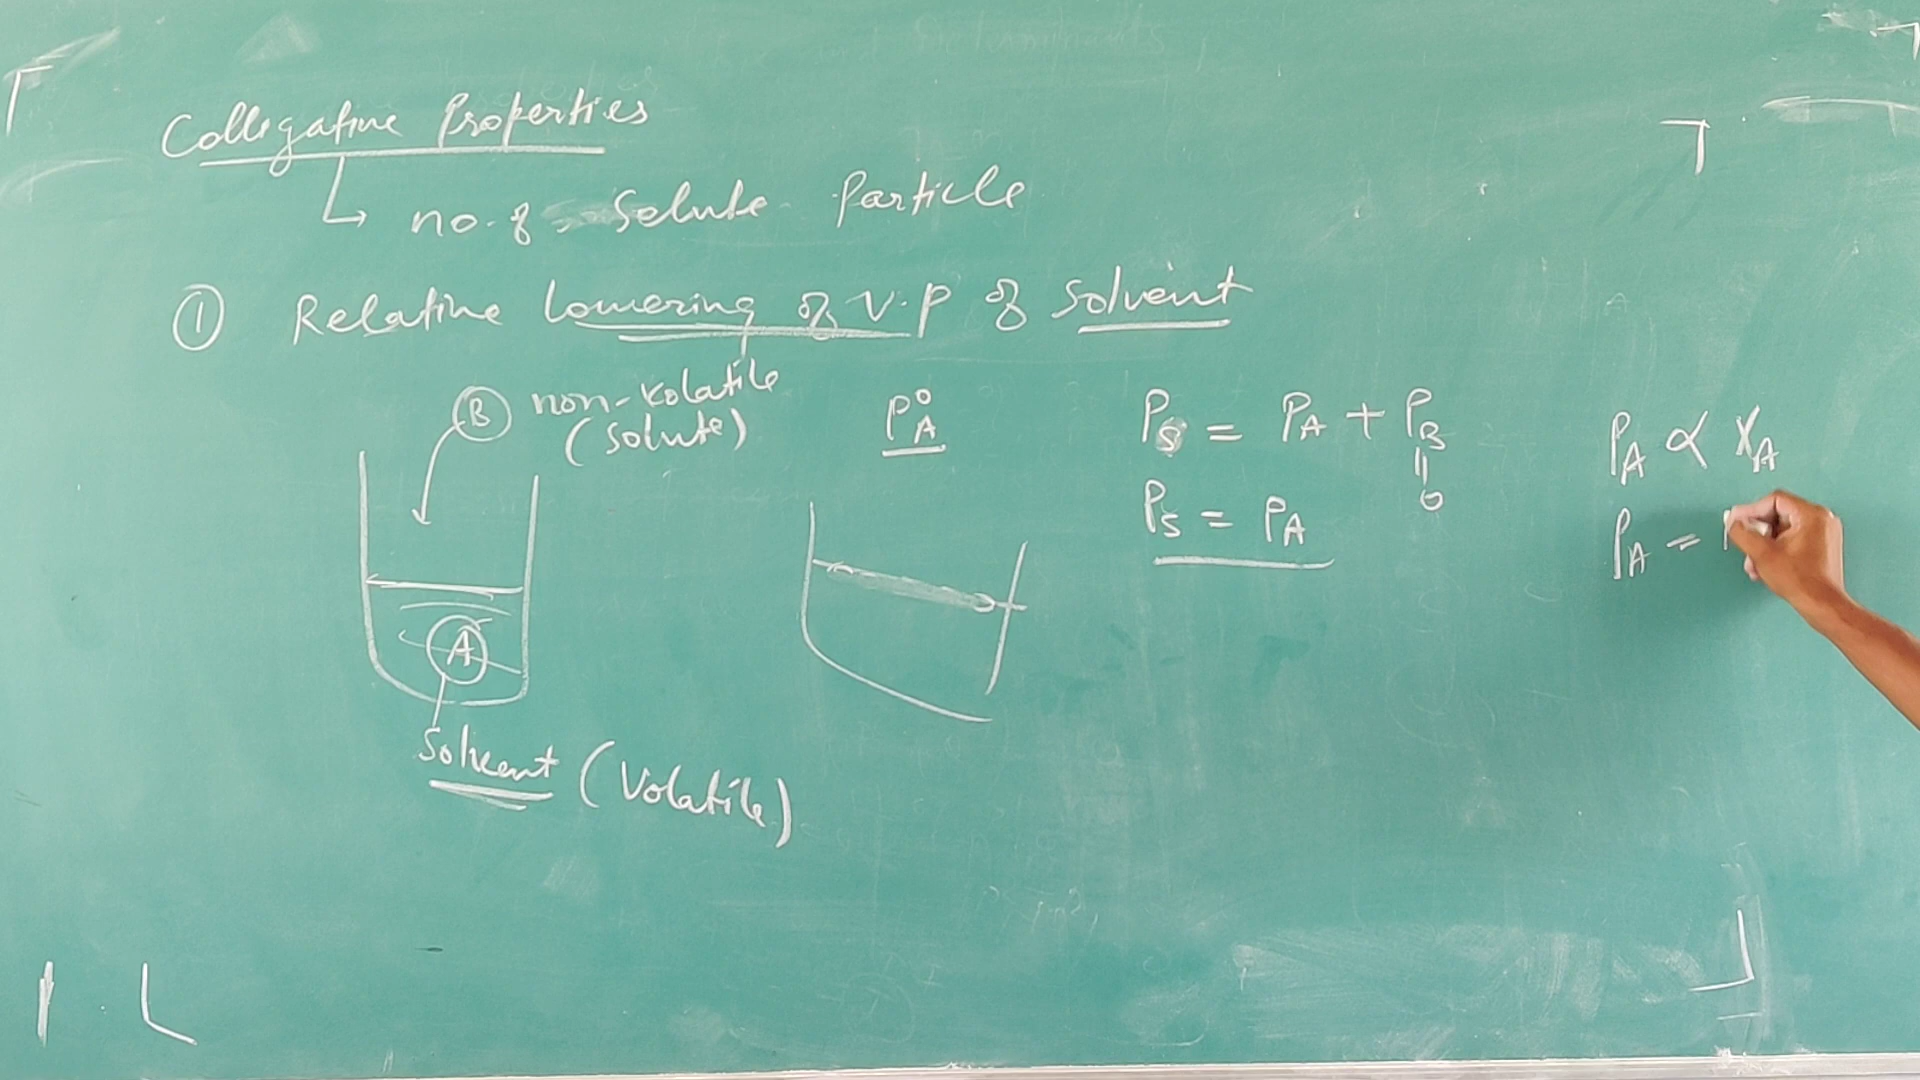 Colligative Properties
↳ no. of Solute Particle
① Relative lowering of V.P of Solvent
B non-volatile
(Solute)
A
Solvent (Volatile)
P°A
PS = PA + PB
=
0
PS = PA
PA ∝ XA
PA =